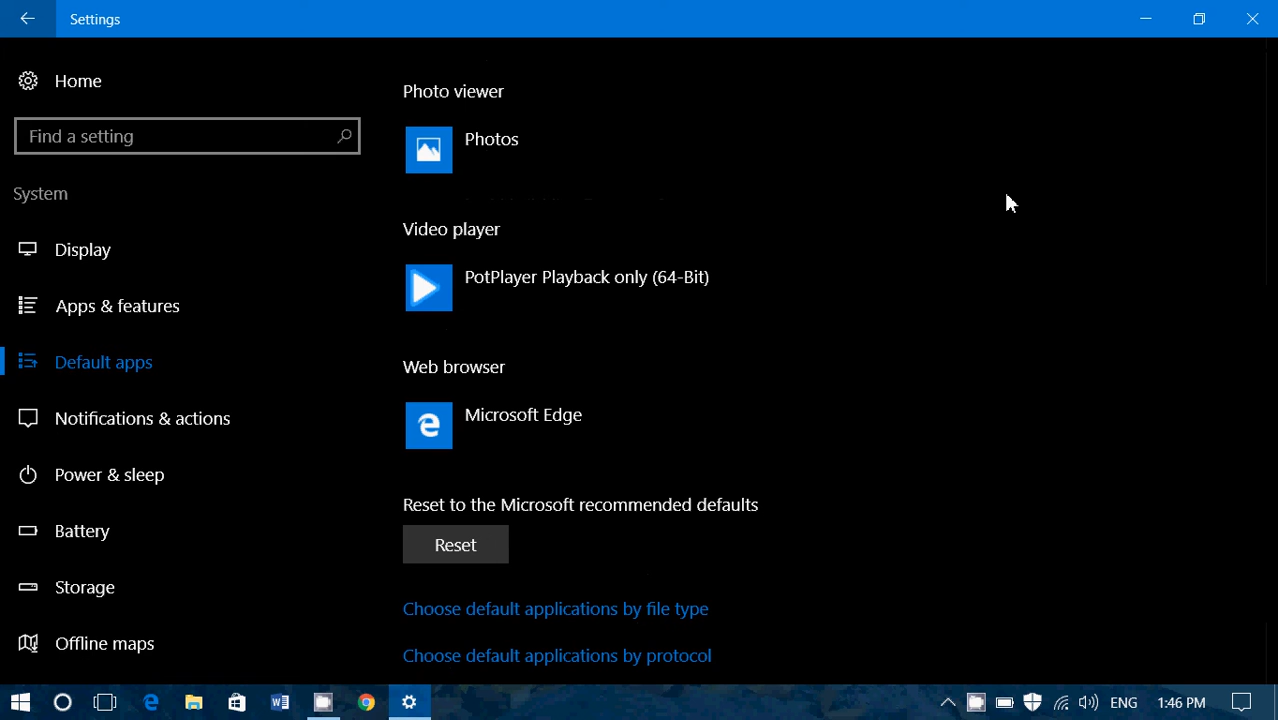 Settings
Home
Find a setting
System
Display
Apps & features
Default apps
Notifications & actions
Power & sleep
Battery
Storage
Offline maps
Photo viewer
Photos
Video player
PotPlayer Playback only (64-Bit)
Web browser
Microsoft Edge
Reset to the Microsoft recommended defaults
Reset
Choose default applications by file type
Choose default applications by protocol
ENG
1:46 PM